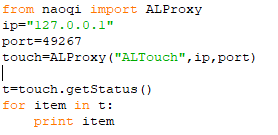 from naoqi import ALProxy
ip="127.0.0.1"
port=49267
touch=ALProxy("ALTouch",ip,port)
t=touch.getStatus()
for item in t:
    print item